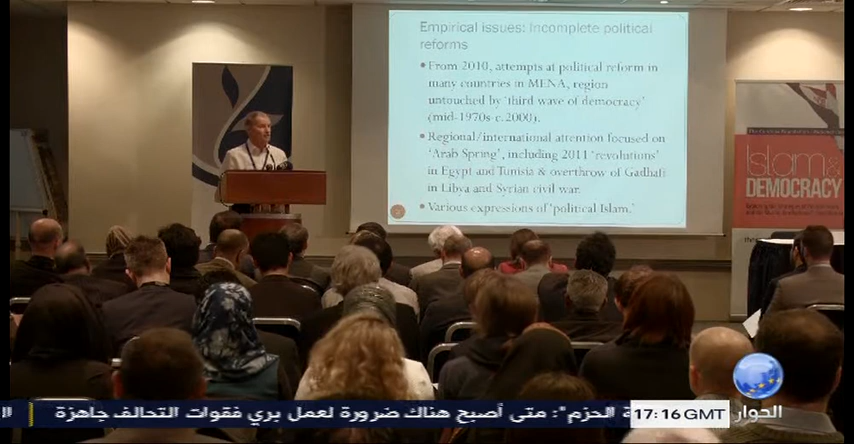 Empirical issues: Incomplete political
reforms
• From 2010, attempts at political reform in
many countries in MENA, region
untouched by 'third wave of democracy'
(mid-1970s-c.2000).
• Regional/international attention focused on
'Arab Spring', including 2011 'revolutions'
in Egypt and Tunisia & overthrow of Gadhafi
in Libya and Syrian civil war.
• Various expressions of 'political Islam.'
Islam &
DEMOCRACY
الحوار
17:16 GMT
ة الحزم": متى أصبح هناك ضرورة لعمل بري فقوات التحالف جاهزة